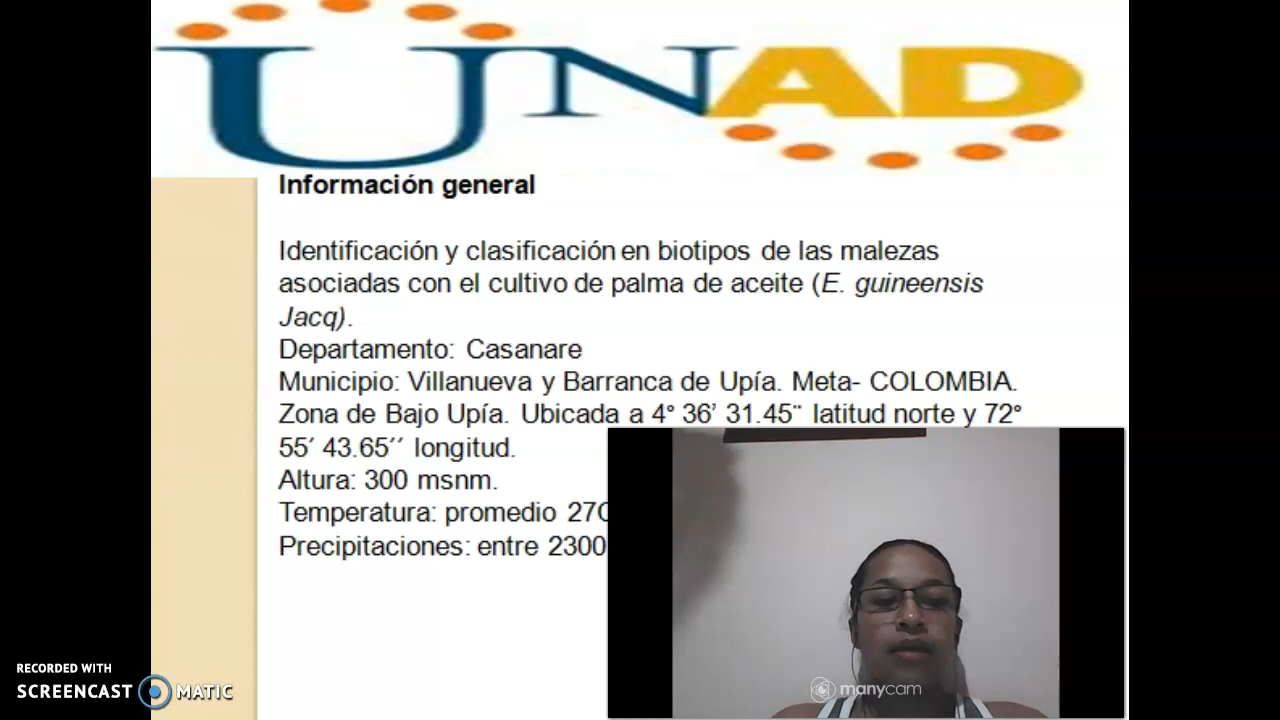 UNAD
Información general
Identificación y clasificación en biotipos de las malezas
asociadas con el cultivo de palma de aceite (E. guineensis
Jacq).
Departamento: Casanare
Municipio: Villanueva y Barranca de Upía. Meta- COLOMBIA.
Zona de Bajo Upía. Ubicada a 4° 36’ 31.45¨ latitud norte y 72°
55′ 43.65′′ longitud.
Altura: 300 msnm.
Temperatura: promedio 27C
Precipitaciones: entre 2300
manycam
RECORDED WITH
SCREENCAST MATIC